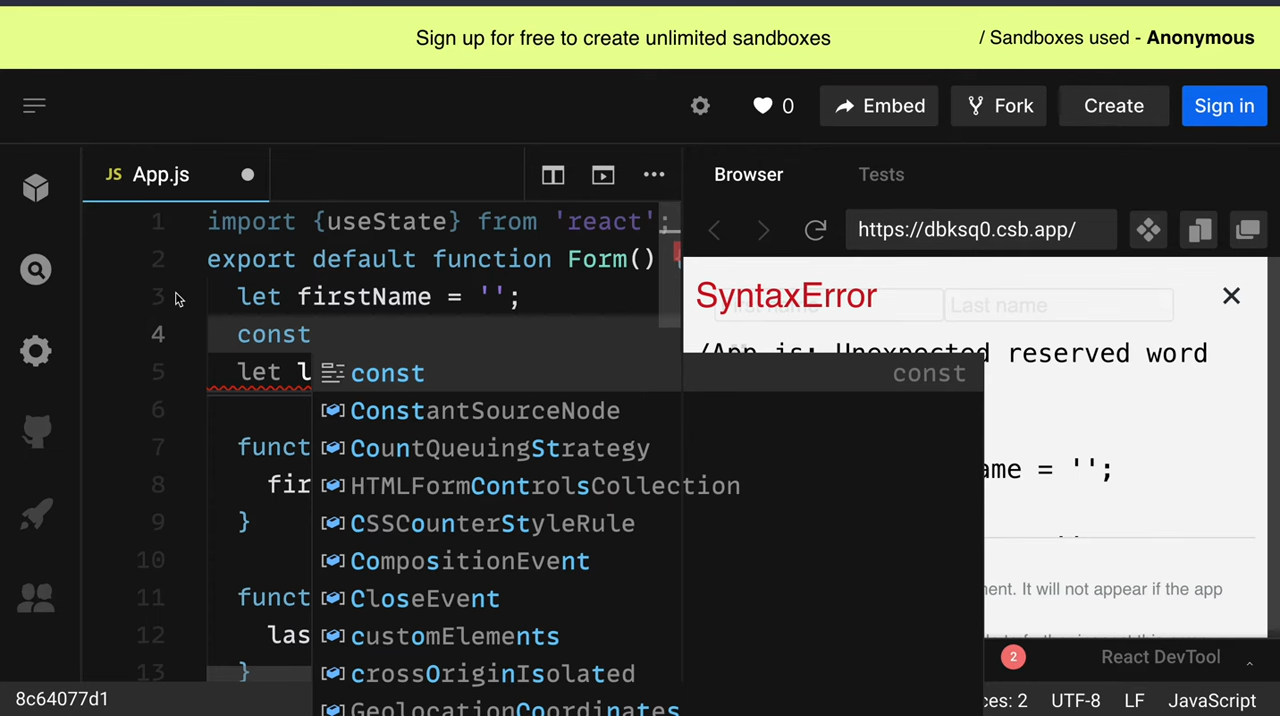 Sign up for free to create unlimited sandboxes
/ Sandboxes used - Anonymous
0
Embed
Fork
Create
Sign in
JS App.js
Browser
Tests
https://dbksq0.csb.app/
1 import {useState} from 'react';
2 export default function Form() {
3 let firstName = '';
4 const
5 let l
6
7 funct
8 fir
9 }
10
11 funct
12 las
13 }
const const
ConstantSourceNode
CountQueuingStrategy
HTMLFormControlsCollection
CSSCounterStyleRule
CompositionEvent
CloseEvent
customElements
crossOriginIsolated
GeolocationCoordinates
SyntaxError
Last name
/App.js: Unexpected reserved word
ame = '';
ent. It will not appear if the app
2
React DevTool
8c64077d1
ces: 2
UTF-8
LF
JavaScript